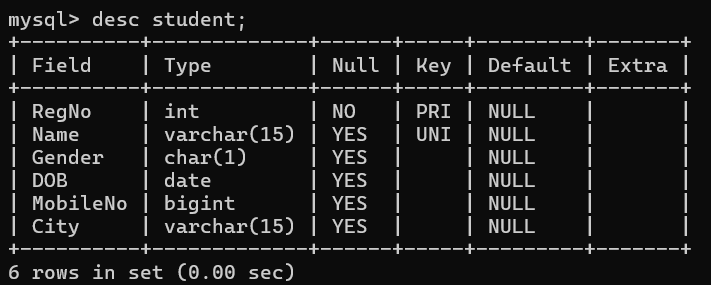 mysql> desc student;
+----------+-------------+------+-----+---------+-------+
| Field    | Type        | Null | Key | Default | Extra |
+----------+-------------+------+-----+---------+-------+
| RegNo    | int         | NO   | PRI | NULL    |       |
| Name     | varchar(15) | YES  | UNI | NULL    |       |
| Gender   | char(1)     | YES  |     | NULL    |       |
| DOB      | date        | YES  |     | NULL    |       |
| MobileNo | bigint      | YES  |     | NULL    |       |
| City     | varchar(15) | YES  |     | NULL    |       |
+----------+-------------+------+-----+---------+-------+
6 rows in set (0.00 sec)